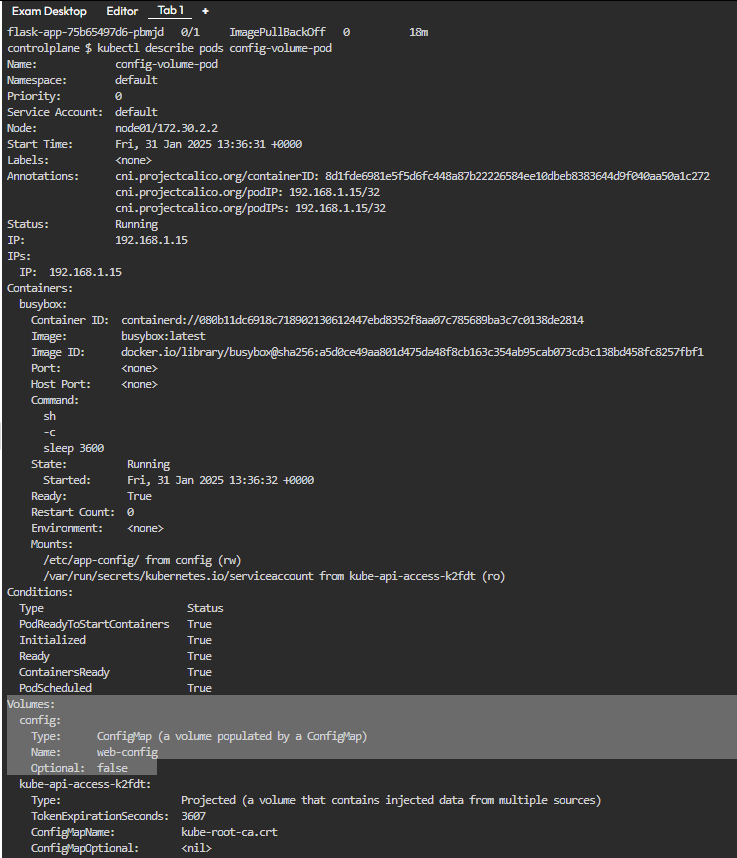 Exam Desktop Editor Tab 1 +
flask-app-75b65497d6-pbmjd 0/1 ImagePullBackOff 0 18m
controlplane $ kubectl describe pods config-volume-pod
Name: config-volume-pod
Namespace: default
Priority: 0
Service Account: default
Node: node01/172.30.2.2
Start Time: Fri, 31 Jan 2025 13:36:31 +0000
Labels: <none>
Annotations: cni.projectcalico.org/containerID: 8d1fde6981e5f5d6fc448a87b22226584ee10dbeb8383644d9f040aa50a1c272
cni.projectcalico.org/podIP: 192.168.1.15/32
cni.projectcalico.org/podIPs: 192.168.1.15/32
Status: Running
IP: 192.168.1.15
IPs:
IP: 192.168.1.15
Containers:
busybox:
Container ID: containerd://080b11dc6918c718902130612447ebd8352f8aa07c785689ba3c7c0138de2814
Image: busybox:latest
Image ID: docker.io/library/busybox@sha256:a5d0ce49aa801d475da48f8cb163c354ab95cab073cd3c138bd458fc8257fbf1
Port: <none>
Host Port: <none>
Command:
sh
-c
sleep 3600
State: Running
Started: Fri, 31 Jan 2025 13:36:32 +0000
Ready: True
Restart Count: 0
Environment: <none>
Mounts:
/etc/app-config/ from config (rw)
/var/run/secrets/kubernetes.io/serviceaccount from kube-api-access-k2fdt (ro)
Conditions:
Type Status
PodReadyToStartContainers True
Initialized True
Ready True
ContainersReady True
PodScheduled True
Volumes:
config:
Type: ConfigMap (a volume populated by a ConfigMap)
Name: web-config
Optional: false
kube-api-access-k2fdt:
Type: Projected (a volume that contains injected data from multiple sources)
TokenExpirationSeconds: 3607
ConfigMapName: kube-root-ca.crt
ConfigMapOptional: <nil>